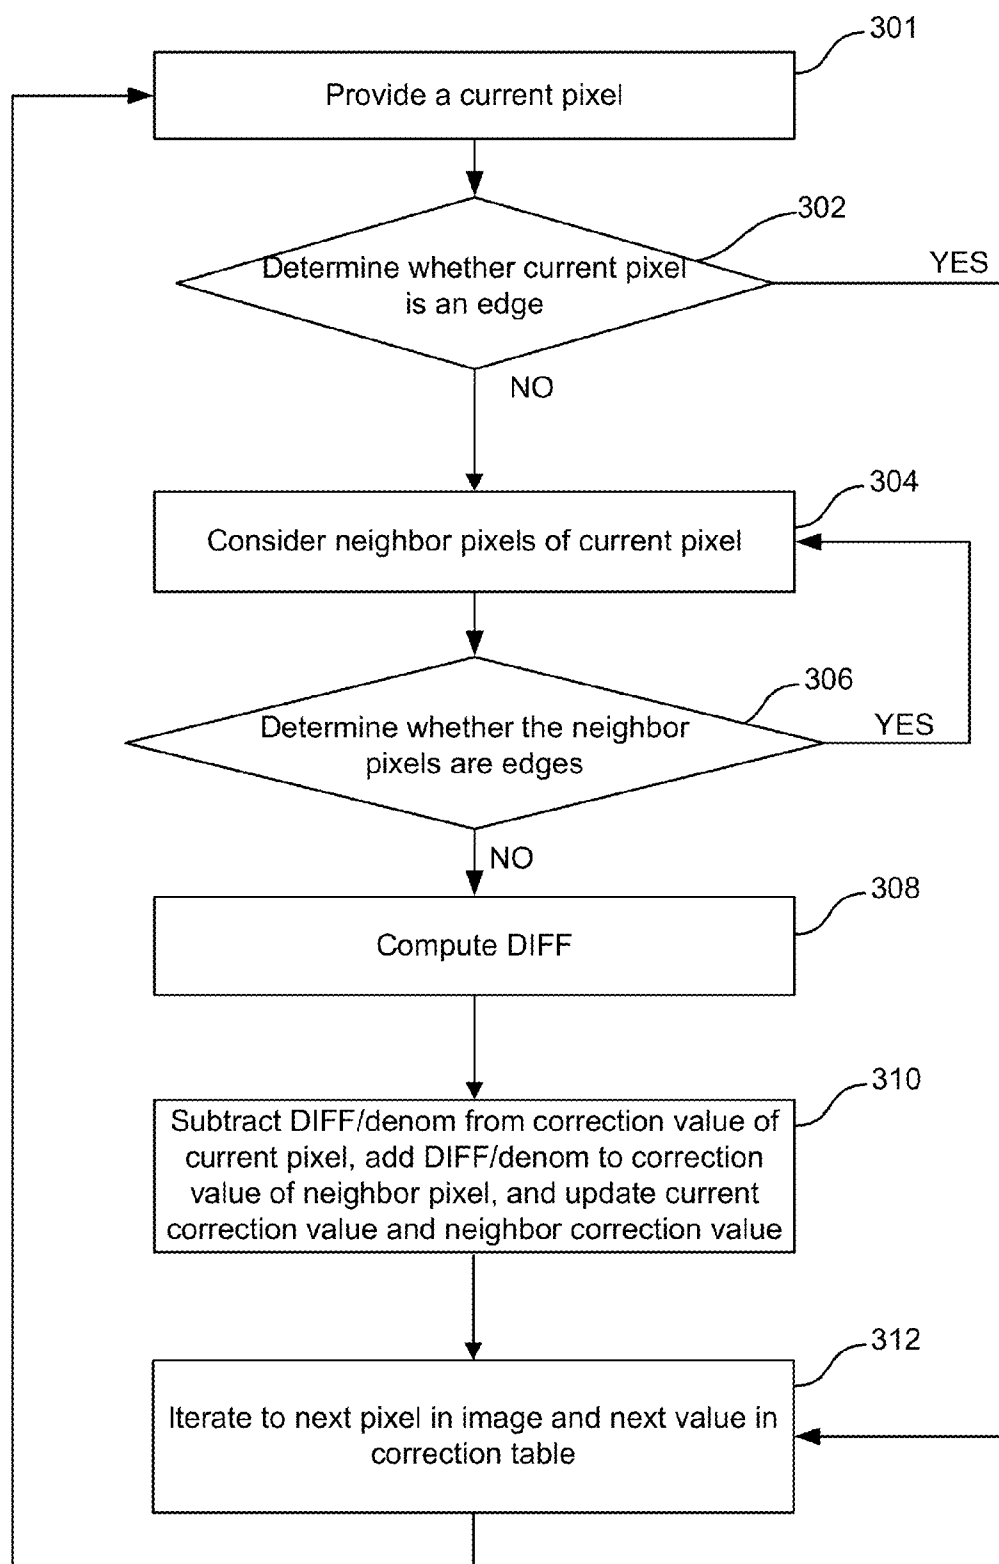 301
Provide a current pixel
302
Determine whether current pixel
is an edge
YES
NO
304
Consider neighbor pixels of current pixel
306
Determine whether the neighbor
pixels are edges
YES
NO
308
Compute DIFF
310
Subtract DIFF/denom from correction value of
current pixel, add DIFF/denom to correction
value of neighbor pixel, and update current
correction value and neighbor correction value
312
Iterate to next pixel in image and next value in
correction table